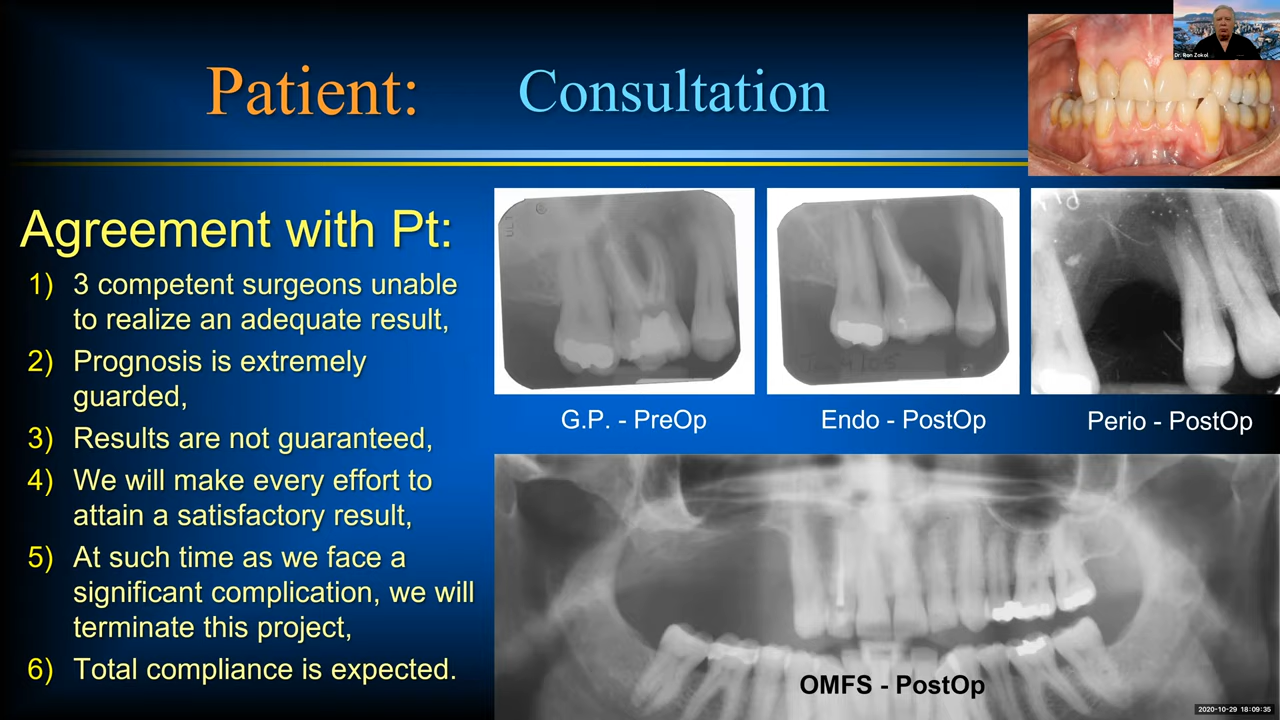 Patient: Consultation
Dr. Ron Zokol
Agreement with Pt:
1) 3 competent surgeons unable
to realize an adequate result,
2) Prognosis is extremely
guarded,
3) Results are not guaranteed,
4) We will make every effort to
attain a satisfactory result,
5) At such time as we face a
significant complication, we will
terminate this project,
6) Total compliance is expected.
G.P. - PreOp
Endo - PostOp
Perio - PostOp
OMFS - PostOp
2020-10-29 18:09:35